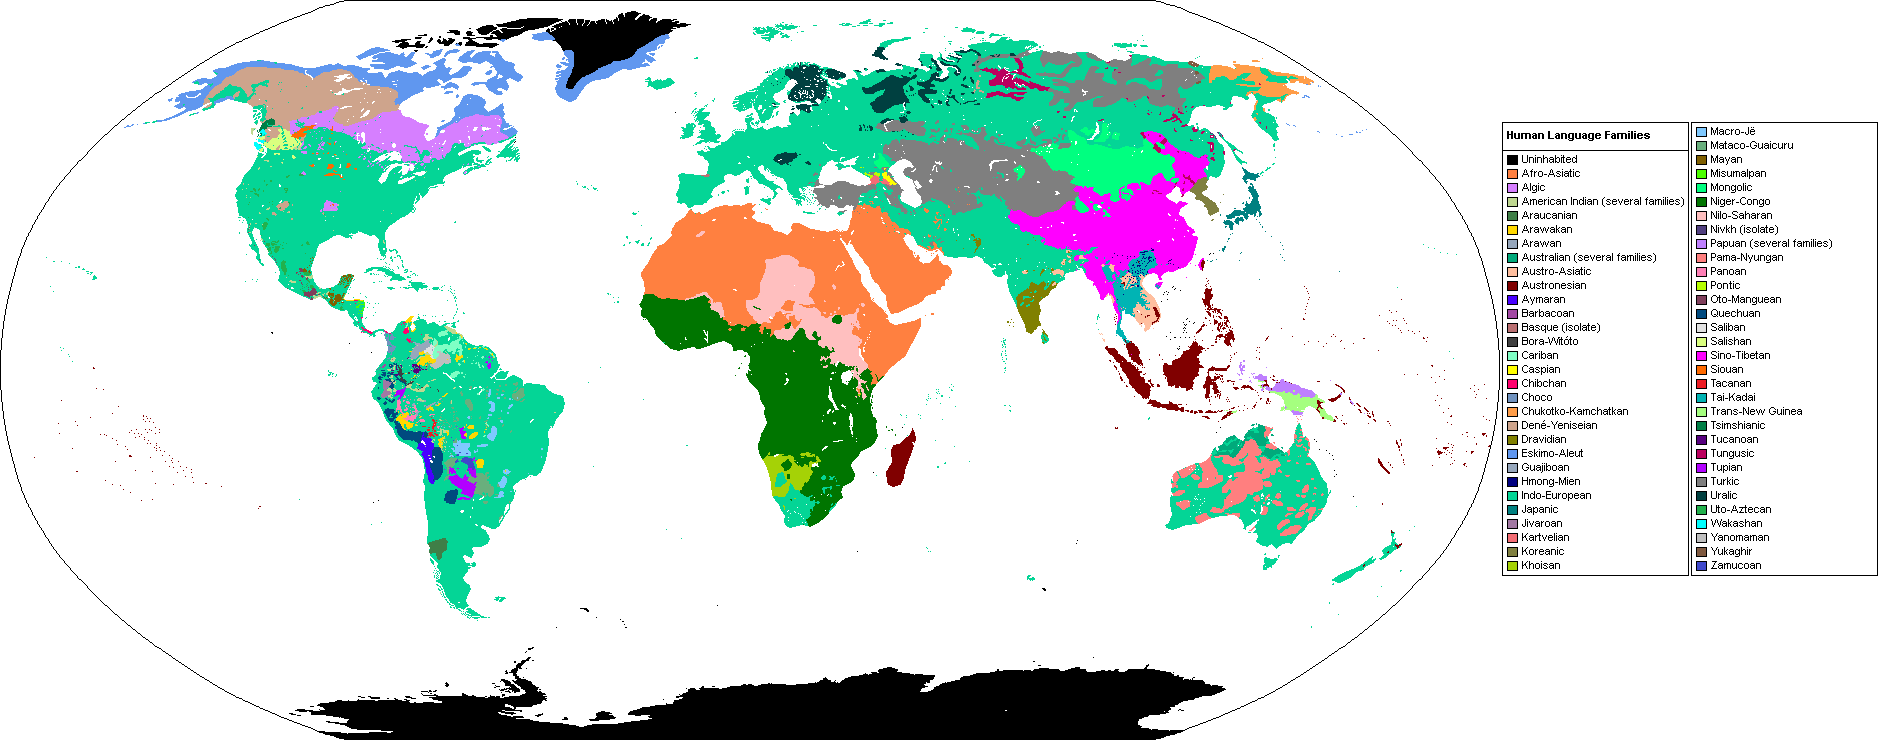 Human Language Families
Uninhabited
Afro-Asiatic
Algic
American Indian (several families)
Araucanian
Arawakan
Arawan
Australian (several families)
Austro-Asiatic
Austronesian
Aymaran
Barbacoan
Basque (isolate)
Bora-Witóto
Cariban
Caspian
Chibchan
Choco
Chukotko-Kamchatkan
Dené-Yeniseian
Dravidian
Eskimo-Aleut
Guajiboan
Hmong-Mien
Indo-European
Japanic
Jivaroan
Kartvelian
Koreanic
Khoisan
Macro-Jë
Mataco-Guaicuru
Mayan
Misumalpan
Mongolic
Niger-Congo
Nilo-Saharan
Nivkh (isolate)
Papuan (several families)
Pama-Nyungan
Panoan
Pontic
Oto-Manguean
Quechuan
Saliban
Salishan
Sino-Tibetan
Siouan
Tacanan
Tai-Kadai
Trans-New Guinea
Tsimshianic
Tucanoan
Tungusic
Tupian
Turkic
Uralic
Uto-Aztecan
Wakashan
Yanomaman
Yukaghir
Zamucoan